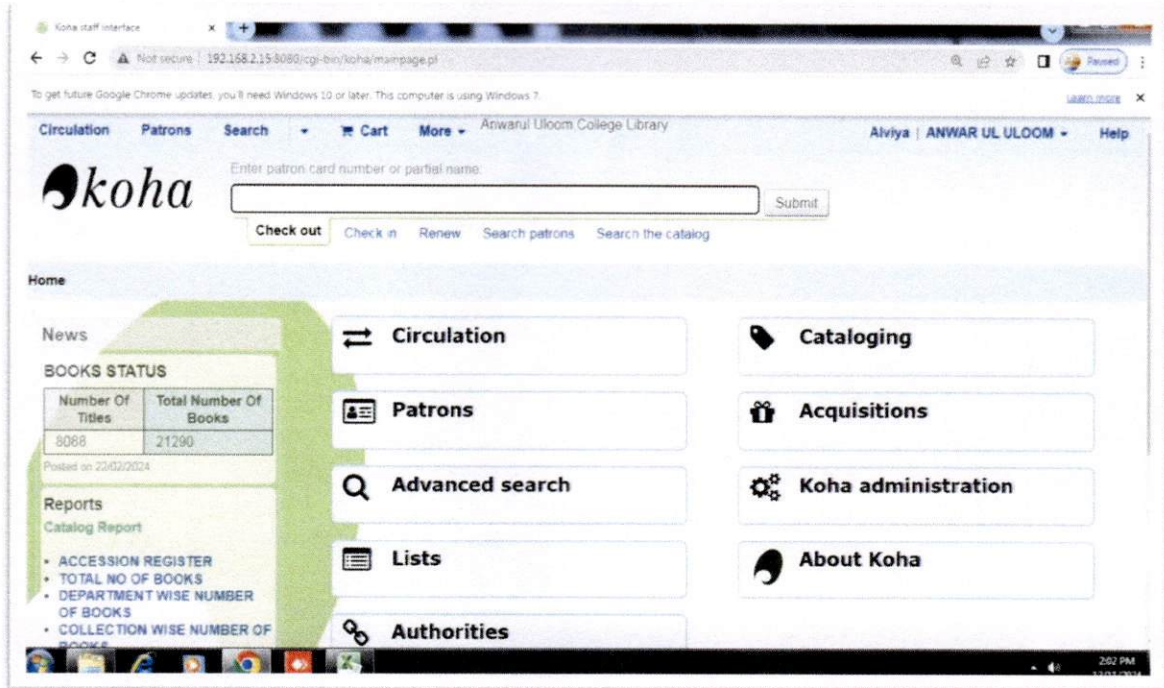 Koha staff interface
Not secure 192.168.2.15:8080/cgi-bin/koha/mainpage.pl
Paused
To get future Google Chrome updates, you'll need Windows 10 or later. This computer is using Windows 7.
Learn more
Circulation Patrons Search Cart More Anwarul Uloom College Library Alviya | ANWAR UL ULOOM Help
koha
Enter patron card number or partial name:
Submit
Check out Check in Renew Search patrons Search the catalog
Home
News
BOOKS STATUS
Number Of Titles Total Number Of Books
8088 21290
Posted on 22/02/2024
Reports
Catalog Report
• ACCESSION REGISTER
• TOTAL NO OF BOOKS
• DEPARTMENT WISE NUMBER
OF BOOKS
• COLLECTION WISE NUMBER OF
BOOKS
Circulation
Patrons
Advanced search
Lists
Authorities
Cataloging
Acquisitions
Koha administration
About Koha
2:02 PM